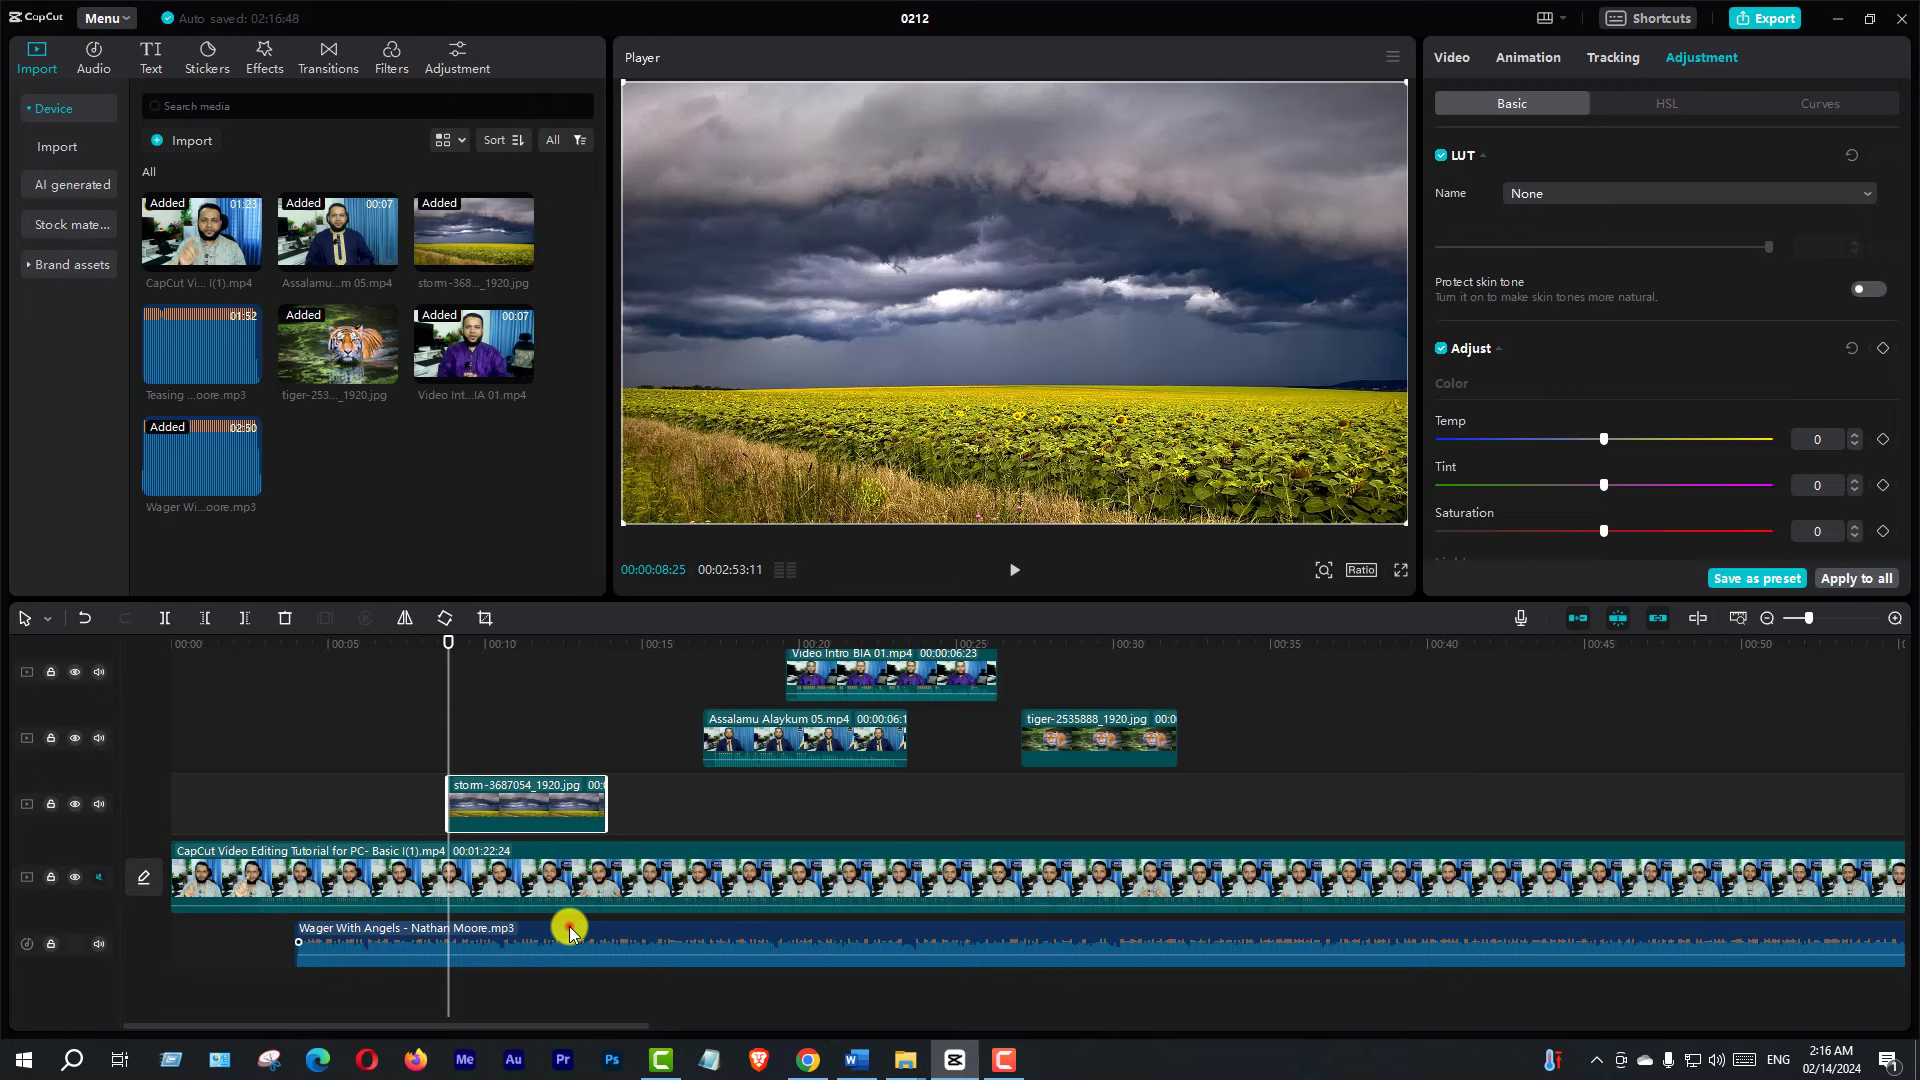 CapCut
Menu
Auto saved: 02:16:48
0212
Shortcuts
Export
Import
Audio
TI
Text
Stickers
Effects
Transitions
Filters
Adjustment
Device
Import
AI generated
Stock mate...
Brand assets
Search media
Import
Sort
All
All
Added 01:23
Added 00:07
Added
CapCut Vi... I(1).mp4
Assalamu...m 05.mp4
storm-368..._1920.jpg
01:52
Added
Added 00:07
Teasing ...oore.mp3
tiger-253..._1920.jpg
Video Int...IA 01.mp4
Added 02:50
Wager Wi...oore.mp3
Player
00:00:08:25
00:02:53:11
Ratio
Video
Animation
Tracking
Adjustment
Basic
HSL
Curves
LUT
Name
None
Protect skin tone
Turn it on to make skin tones more natural.
Adjust
Color
Temp
0
Tint
0
Saturation
0
Save as preset
Apply to all
00:00
00:05
00:10
00:15
00:20
00:25
00:30
00:35
00:40
00:45
00:50
Video Intro BIA 01.mp4 00:00:06:23
Assalamu Alaykum 05.mp4 00:00:06:1
tiger-2535888_1920.jpg 00:0
storm-3687054_1920.jpg 00:0
CapCut Video Editing Tutorial for PC- Basic I(1).mp4 00:01:22:24
Wager With Angels - Nathan Moore.mp3
Me
Au
Pr
Ps
ENG
2:16 AM
02/14/2024
1